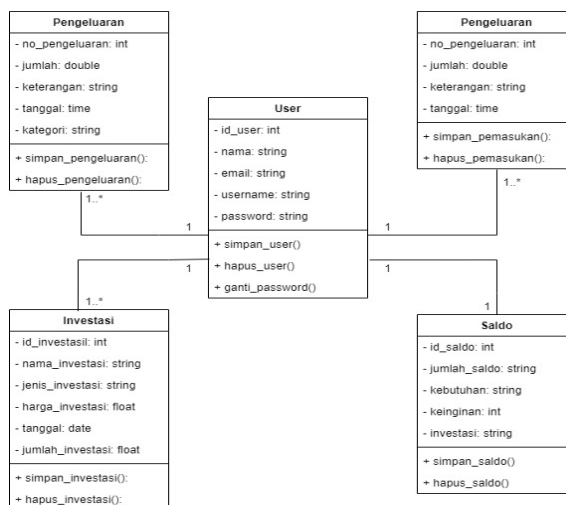 Pengeluaran
- no_pengeluaran: int
- jumlah: double
- keterangan: string
- tanggal: time
- kategori: string
+ simpan_pengeluaran():
+ hapus_pengeluaran():
1..*
1
Pengeluaran
- no_pengeluaran: int
- jumlah: double
- keterangan: string
- tanggal: time
+ simpan_pemasukan():
+ hapus_pemasukan():
1..*
1
User
- id_user: int
- nama: string
- email: string
- username: string
- password: string
+ simpan_user()
+ hapus_user()
+ ganti_password()
1
1..*
Investasi
- id_investasil: int
- nama_investasi: string
- jenis_investasi: string
- harga_investasi: float
- tanggal: date
- jumlah_investasi: float
+ simpan_investasi():
+ hapus_investasi():
1
1
Saldo
- id_saldo: int
- jumlah_saldo: string
- kebutuhan: string
- keinginan: int
- investasi: string
+ simpan_saldo()
+ hapus_saldo()